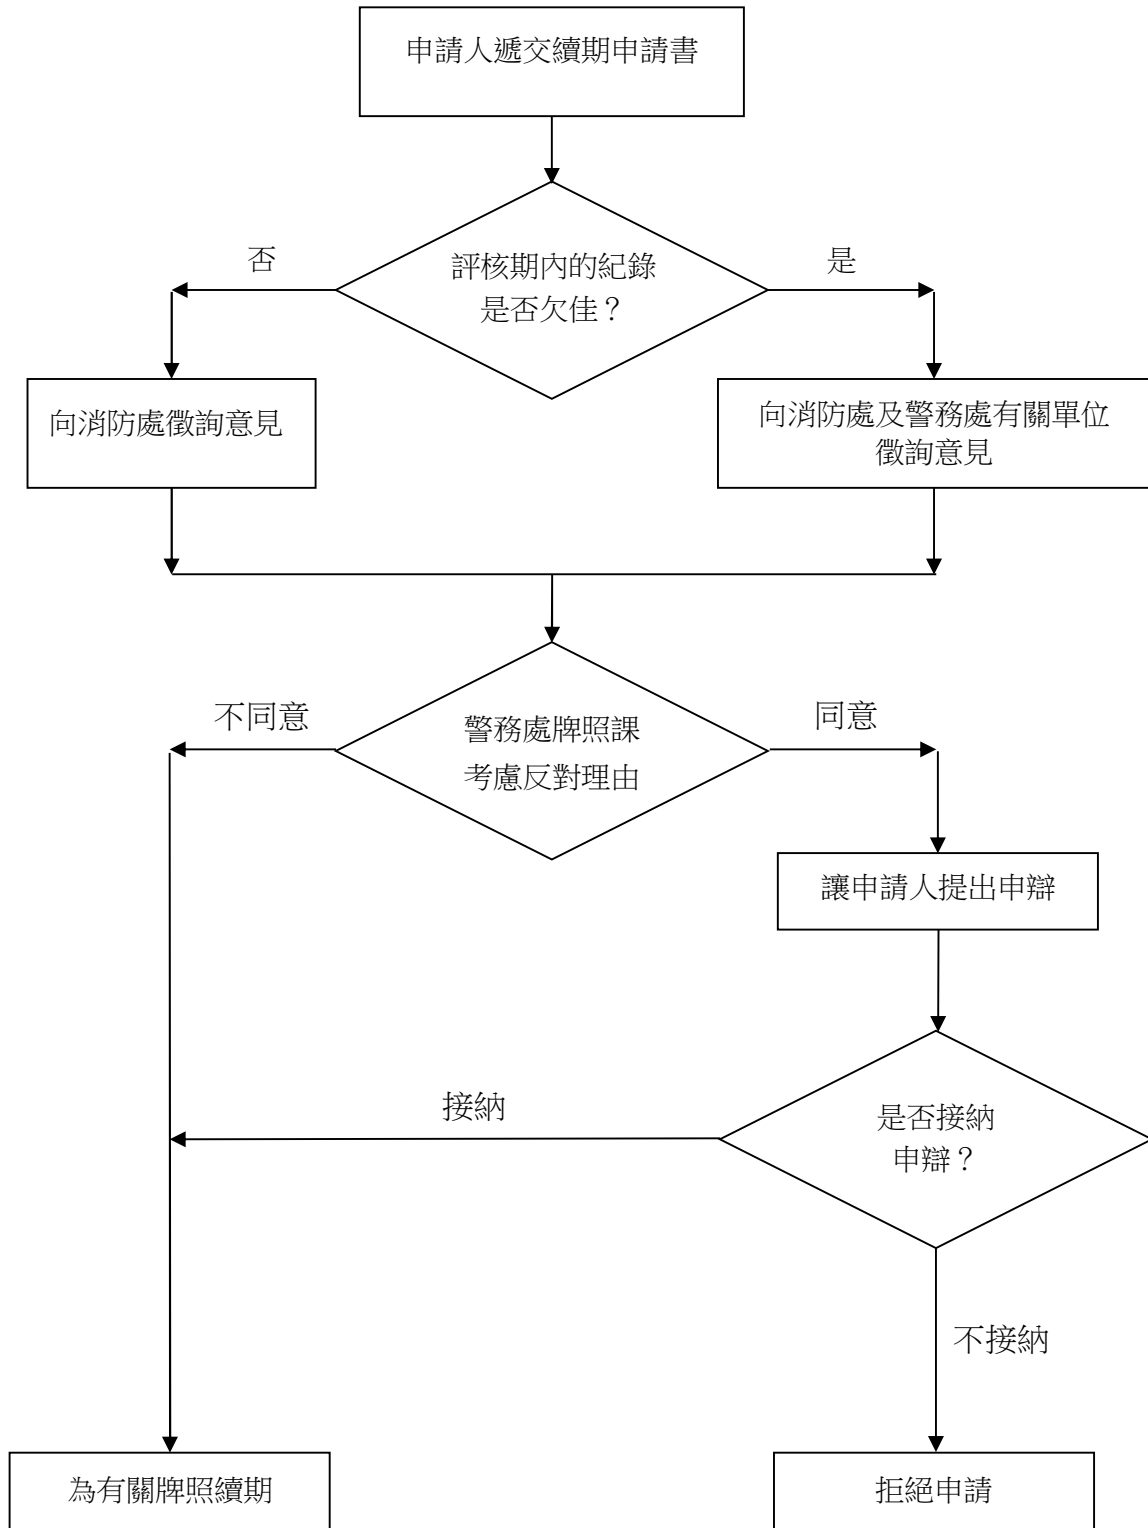 申請人遞交續期申請書
評核期內的紀錄
是否欠佳？
否
是
向消防處徵詢意見
向消防處及警務處有關單位
徵詢意見
警務處牌照課
考慮反對理由
不同意
同意
讓申請人提出申辯
是否接納
申辯？
接納
不接納
為有關牌照續期
拒絕申請